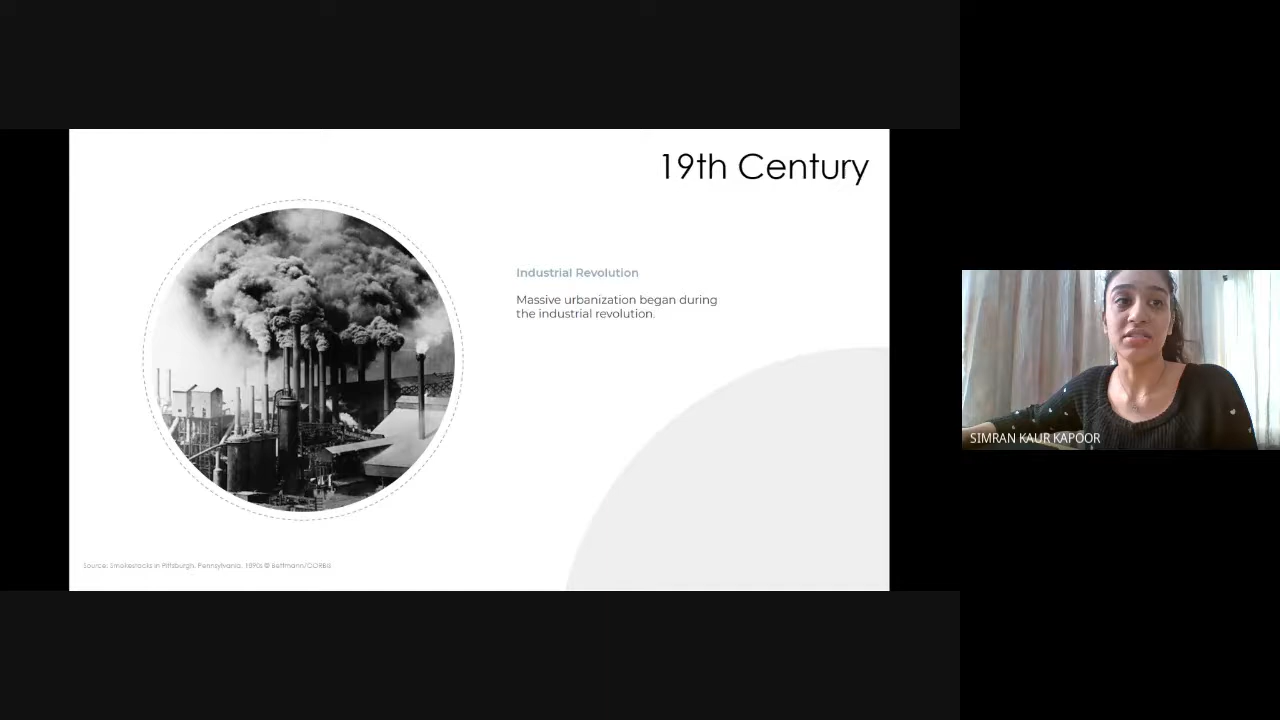 19th Century
Industrial Revolution
Massive urbanization began during
the industrial revolution.
Source: Smokestacks in Pittsburgh, Pennsylvania, 1890s © Bettmann/CORBIS
SIMRAN KAUR KAPOOR